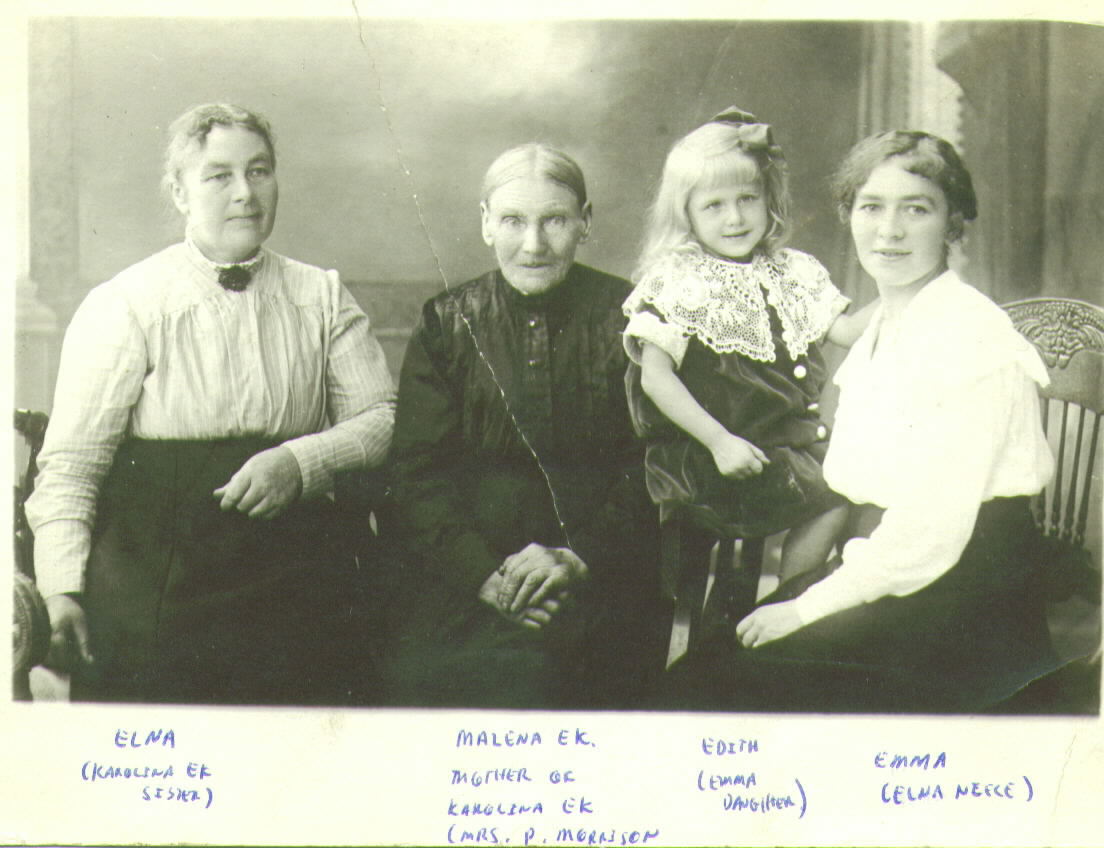 ELNA
(KAROLINA EK
SISTER)
MALENA EK.
MOTHER OF
KAROLINA EK
(MRS. P. MORRISON
EDITH
(EMMA
DAUGHTER)
EMMA
(ELNA NEECE)